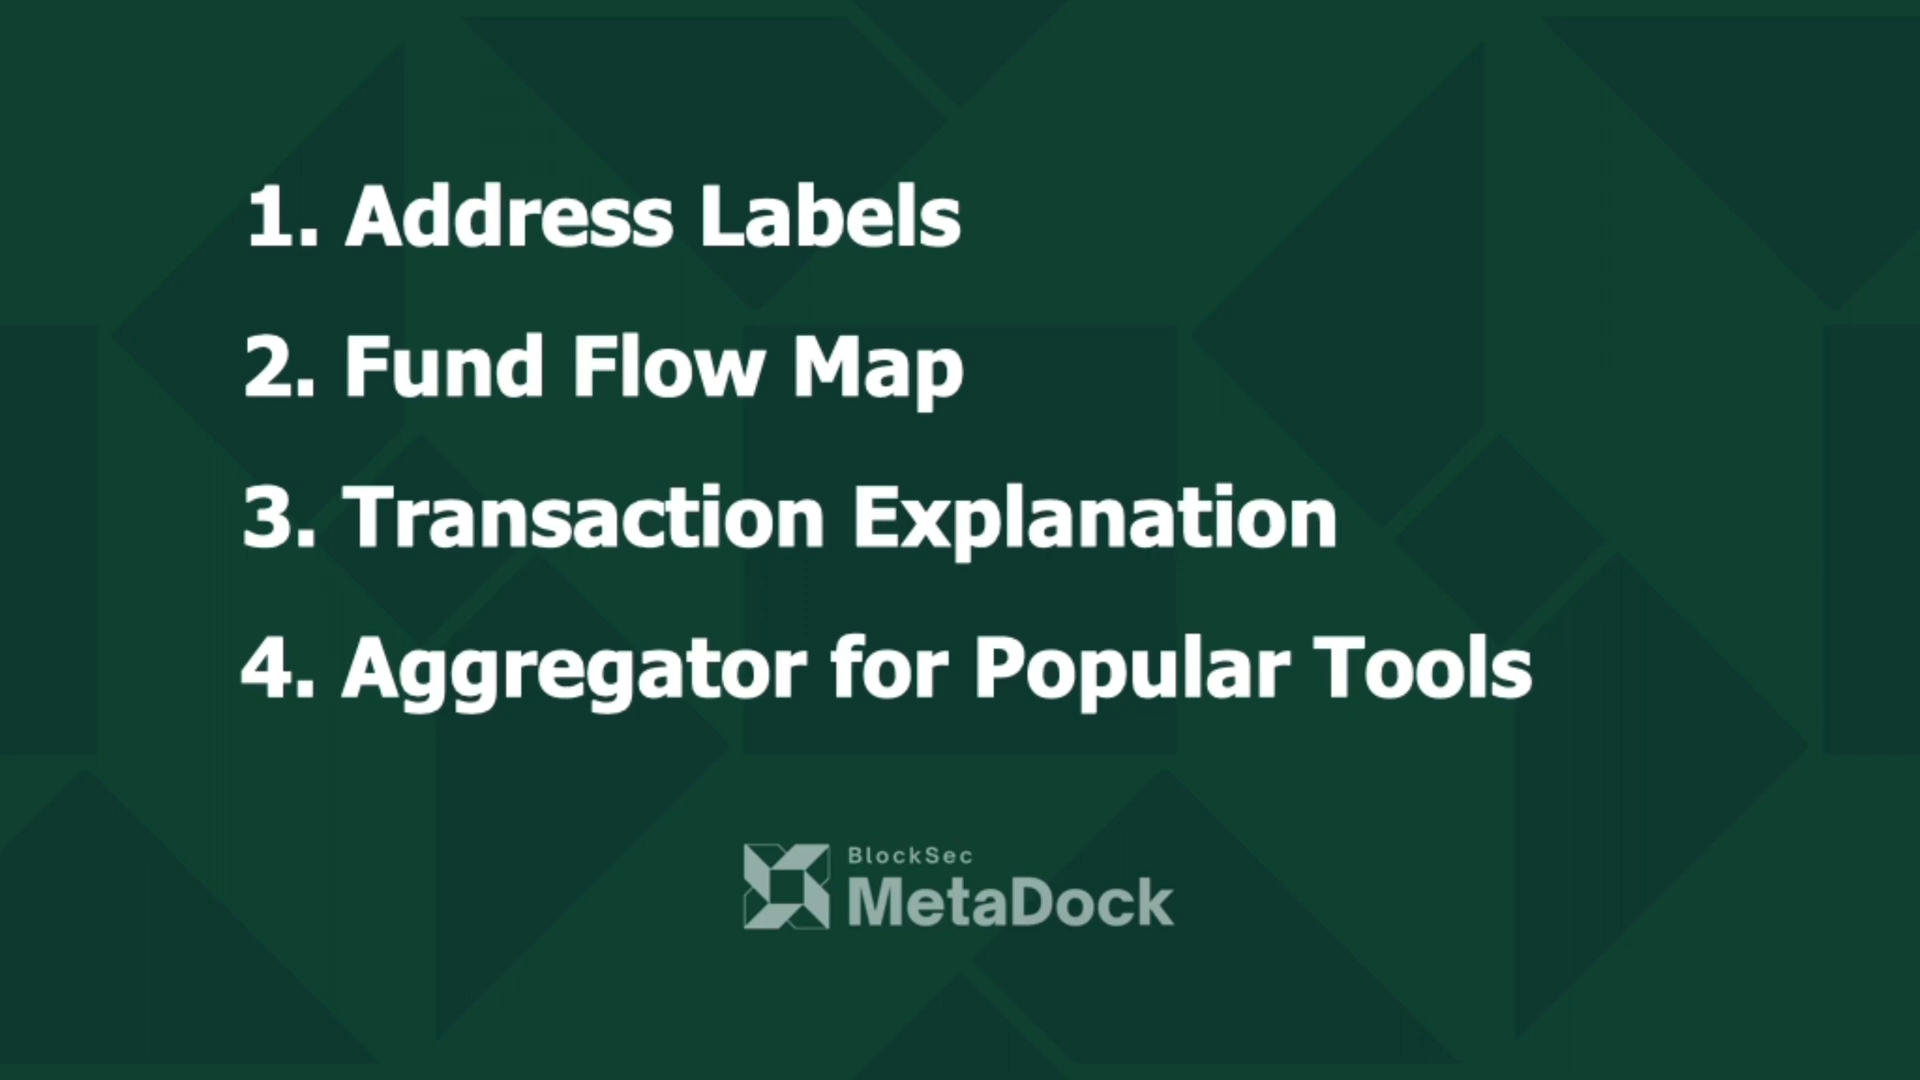 1. Address Labels
2. Fund Flow Map
3. Transaction Explanation
4. Aggregator for Popular Tools
BlockSec
MetaDock